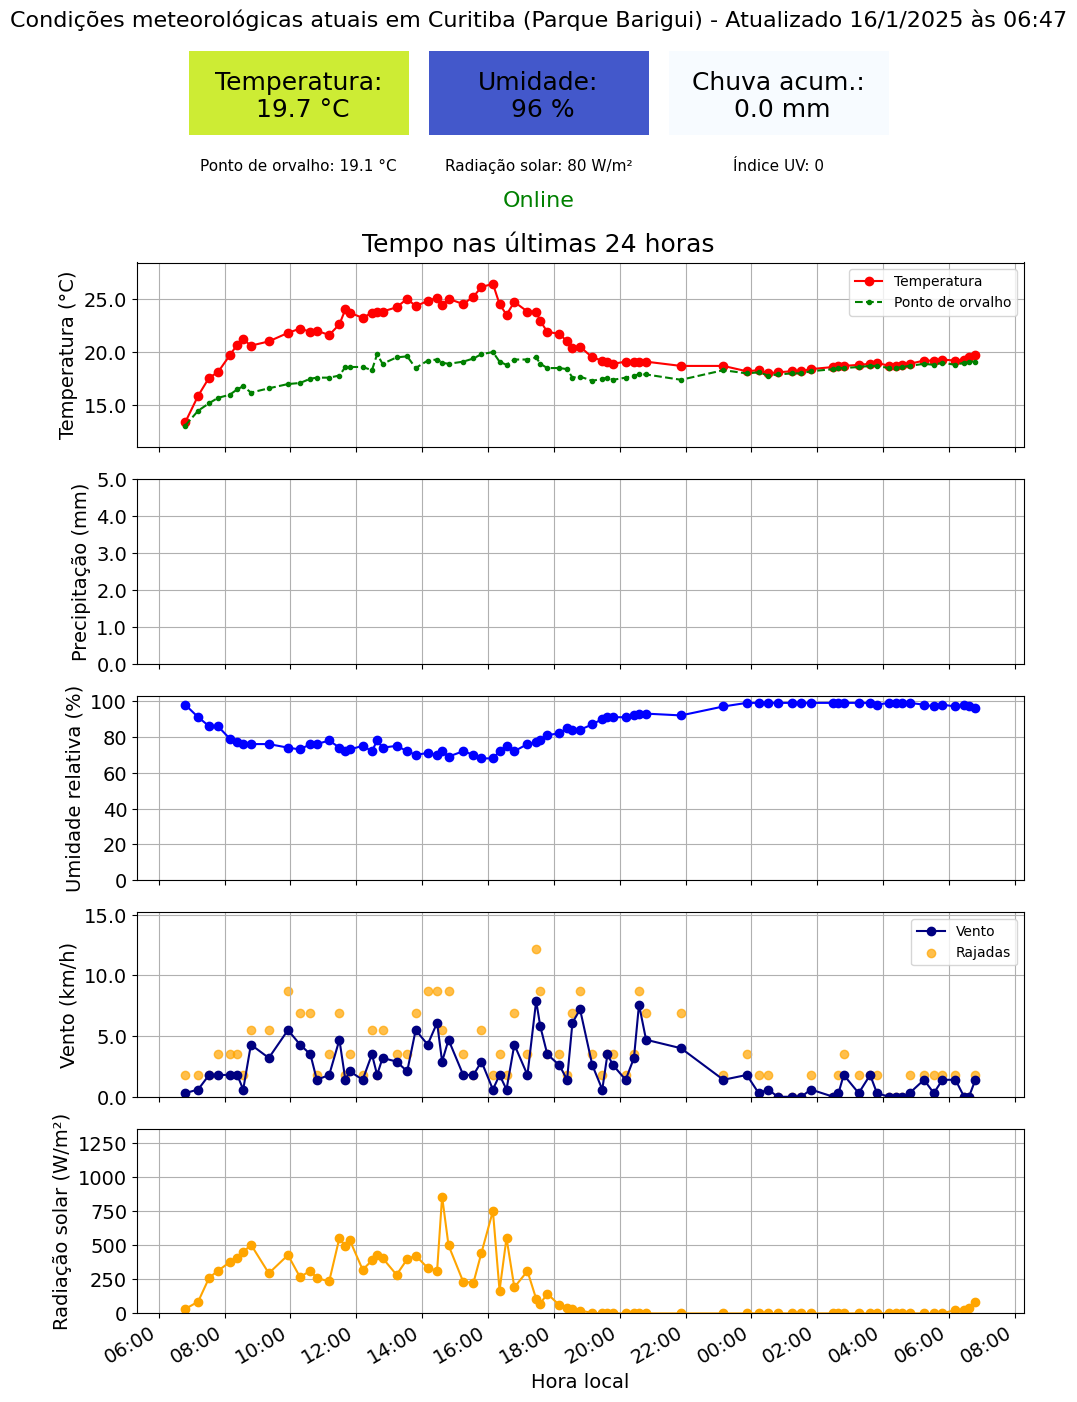 Condições meteorológicas atuais em Curitiba (Parque Barigui) - Atualizado 16/1/2025 às 06:47
Temperatura:
19.7 °C
Umidade:
96 %
Chuva acum.:
0.0 mm
Ponto de orvalho: 19.1 °C
Radiação solar: 80 W/m²
Índice UV: 0
Online
Tempo nas últimas 24 horas
Temperatura (°C)
25.0
20.0
15.0
Temperatura
Ponto de orvalho
Precipitação (mm)
5.0
4.0
3.0
2.0
1.0
0.0
Umidade relativa (%)
100
80
60
40
20
0
Vento (km/h)
15.0
10.0
5.0
0.0
Vento
Rajadas
Radiação solar (W/m²)
1250
1000
750
500
250
0
06:00
08:00
10:00
12:00
14:00
16:00
18:00
20:00
22:00
00:00
02:00
04:00
06:00
08:00
Hora local